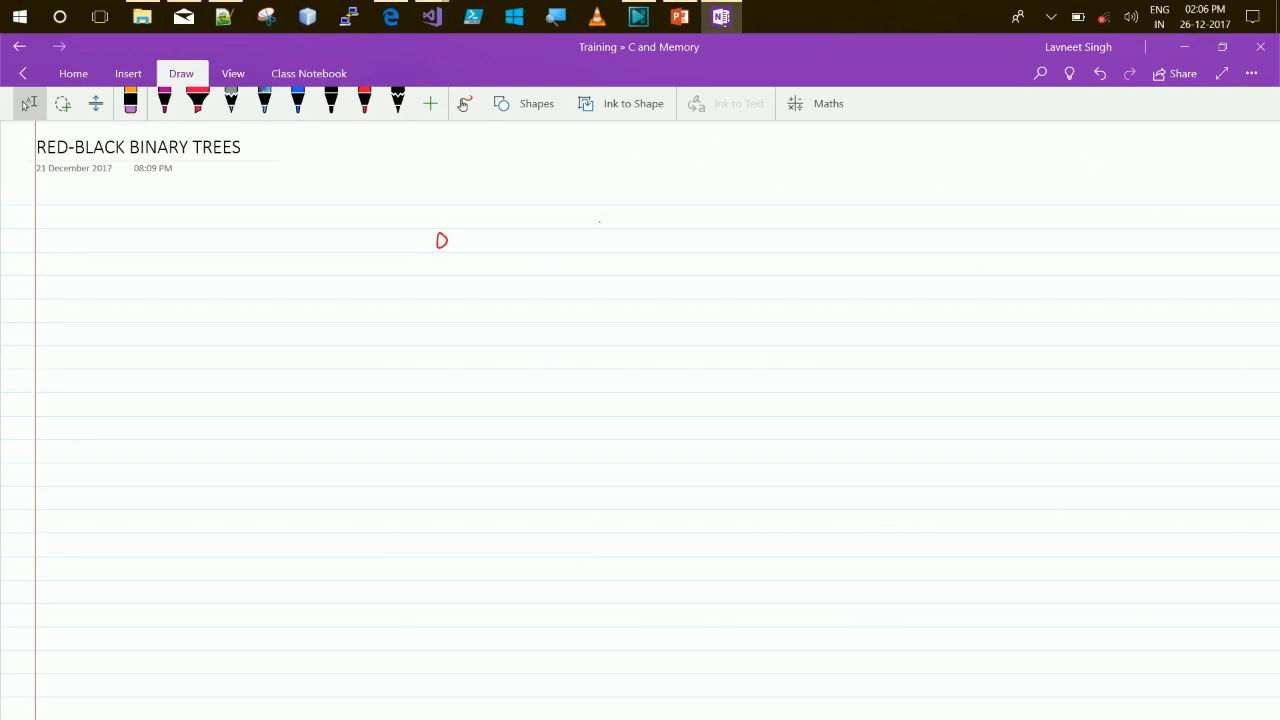 ENG
02:06 PM
IN
26-12-2017
Training » C and Memory
Lavneet Singh
Home Insert Draw View Class Notebook
Share
Shapes Ink to Shape Ink to Text Maths
RED-BLACK BINARY TREES
21 December 2017 08:09 PM
D